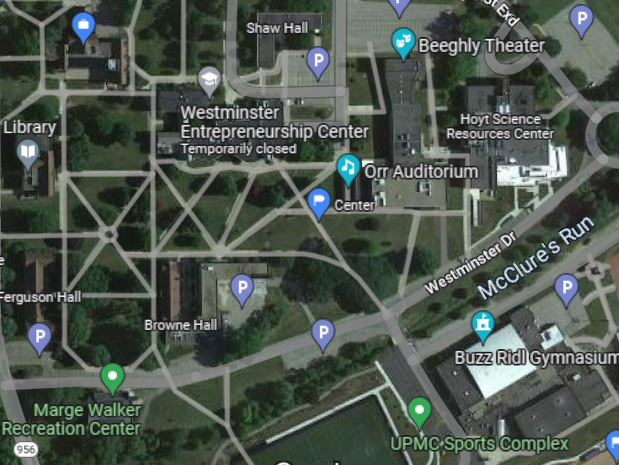 t Exd
Shaw Hall
P
P
P
Beeghly Theater
Westminster
Entrepreneurship Center
Temporarily closed
Hoyt Science
Resources Center
Library
Orr Auditorium
Center
Westminster Dr
McClure's Run
Ferguson Hall
P
P
Browne Hall
P
P
Buzz Ridl Gymnasium
Marge Walker
Recreation Center
956
UPMC Sports Complex